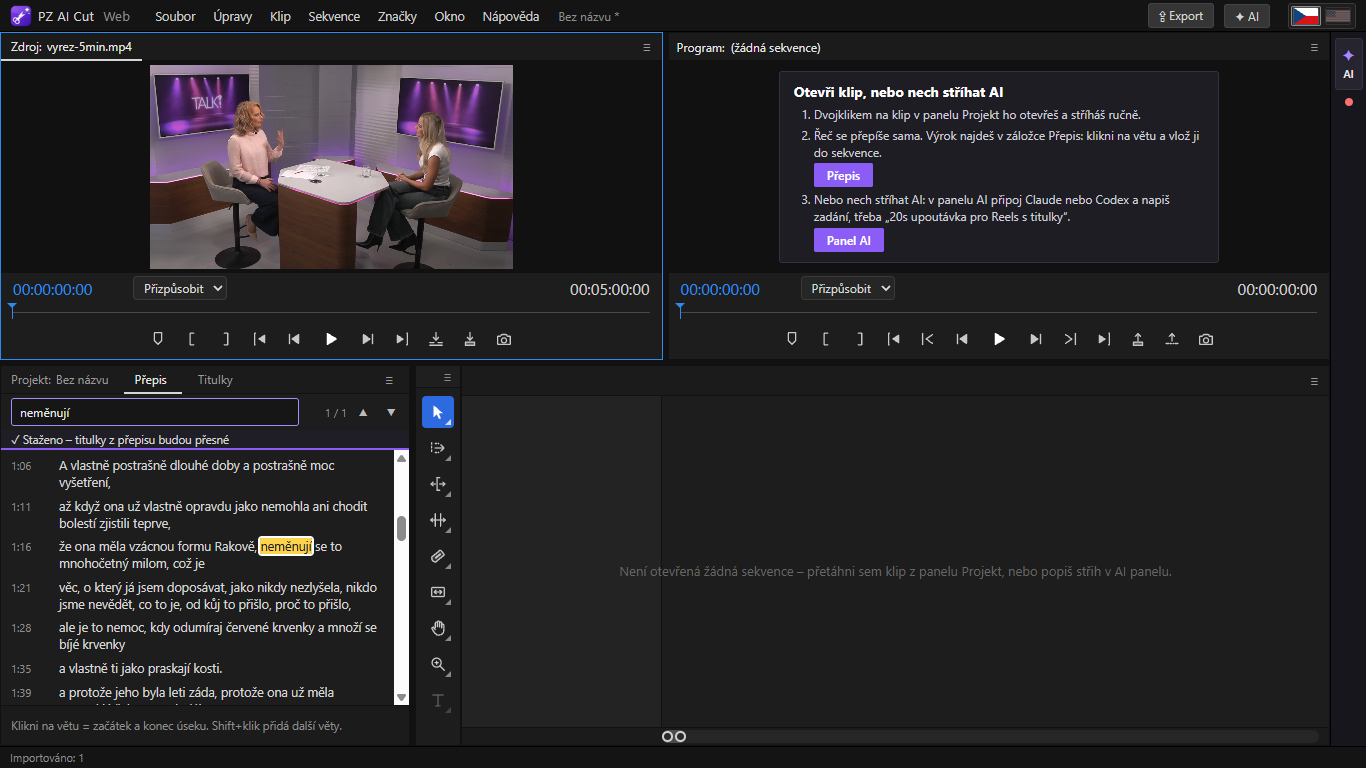 PZ AI Cut Web Soubor Úpravy Klip Sekvence Značky Okno Nápověda Bez názvu * Export AI
Zdroj: vyrez-5min.mp4
TALK?
00:00:00:00 Přizpůsobit 00:05:00:00
Program: (žádná sekvence)
Otevři klip, nebo nech stříhat AI
1. Dvojklikem na klip v panelu Projekt ho otevřeš a stříháš ručně.
2. Řeč se přepíše sama. Výrok najdeš v záložce Přepis: klikni na větu a vlož ji
do sekvence.
Přepis
3. Nebo nech stříhat AI: v panelu AI připoj Claude nebo Codex a napiš
zadání, třeba „20s upoutávka pro Reels s titulky“.
Panel AI
00:00:00:00 Přizpůsobit 00:00:00:00
AI
Projekt: Bez názvu Přepis Titulky
neměnují 1 / 1
✓ Staženo – titulky z přepisu budou přesné
1:06 A vlastně postrašně dlouhé doby a postrašně moc
vyšetření,
1:11 až když ona už vlastně opravdu jako nemohla ani chodit
bolestí zjistili teprve,
1:16 že ona měla vzácnou formu Rakově, neměnují se to
mnohočetný milom, což je
1:21 věc, o který já jsem doposávat, jako nikdy nezlyšela, nikdo
jsme nevědět, co to je, od kůj to přišlo, proč to přišlo,
1:28 ale je to nemoc, kdy odumíraj červené krvenky a množí se
bíjé krvenky
1:35 a vlastně ti jako praskají kosti.
1:39 a protože jeho byla leti záda, protože ona už měla
Klikni na větu = začátek a konec úseku. Shift+klik přidá další věty.
Není otevřená žádná sekvence – přetáhni sem klip z panelu Projekt, nebo popiš střih v AI panelu.
Importováno: 1